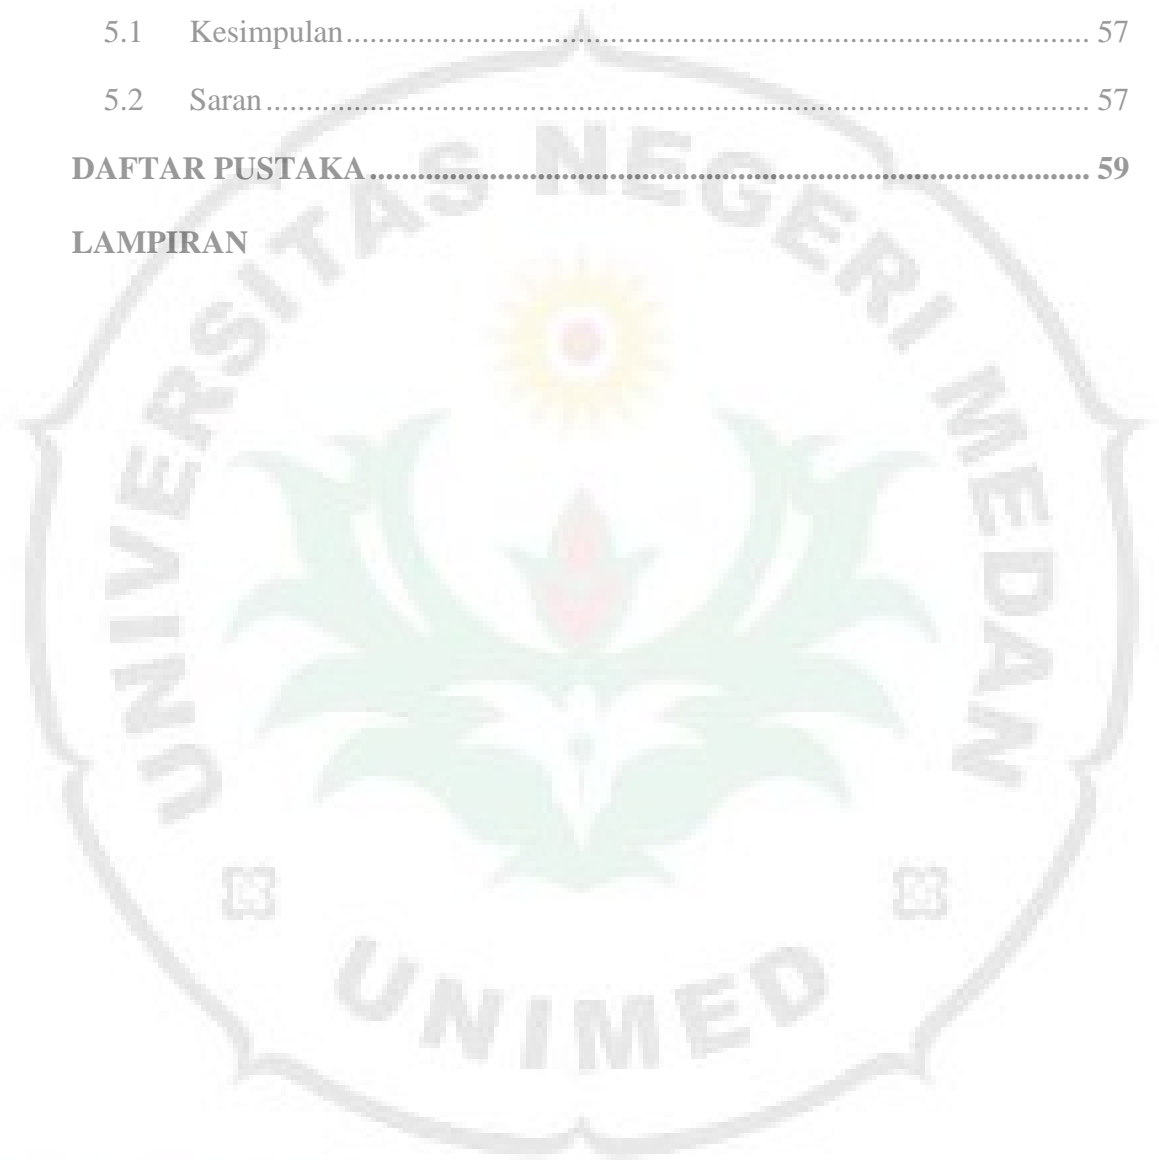 5.1 Kesimpulan........................................................................................... 57
5.2 Saran..................................................................................................... 57
DAFTAR PUSTAKA........................................................................................ 59
LAMPIRAN
UNIVERSITAS NEGERI MEDAN
UNIMED